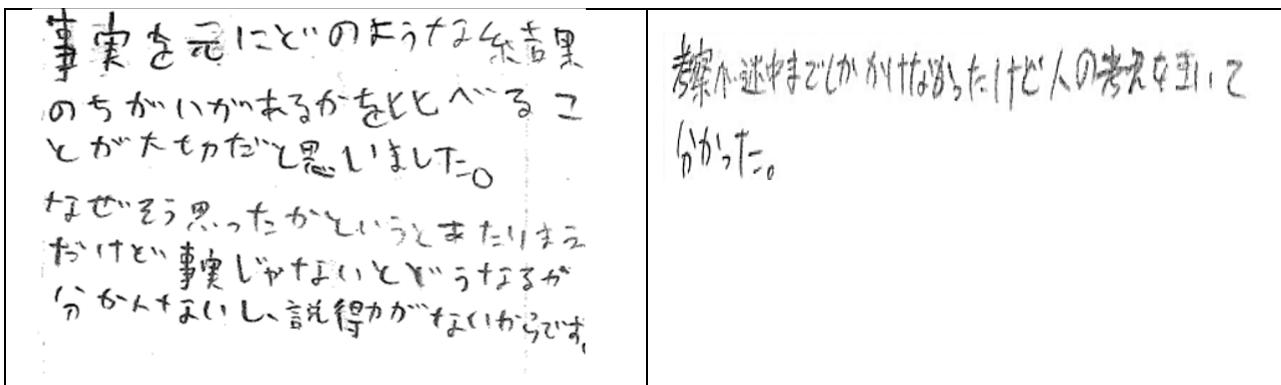 事実を元にどのような結果
のちがいがあるかをととのべるこ
とが大切だと思いました。
なぜそう思ったかというとあたりまえ
だけど事実じゃないとどうなるが
分かんないし、説得力がないからです。
考察が途中までしかかけなかったけど人の考えを書いて
分かった。